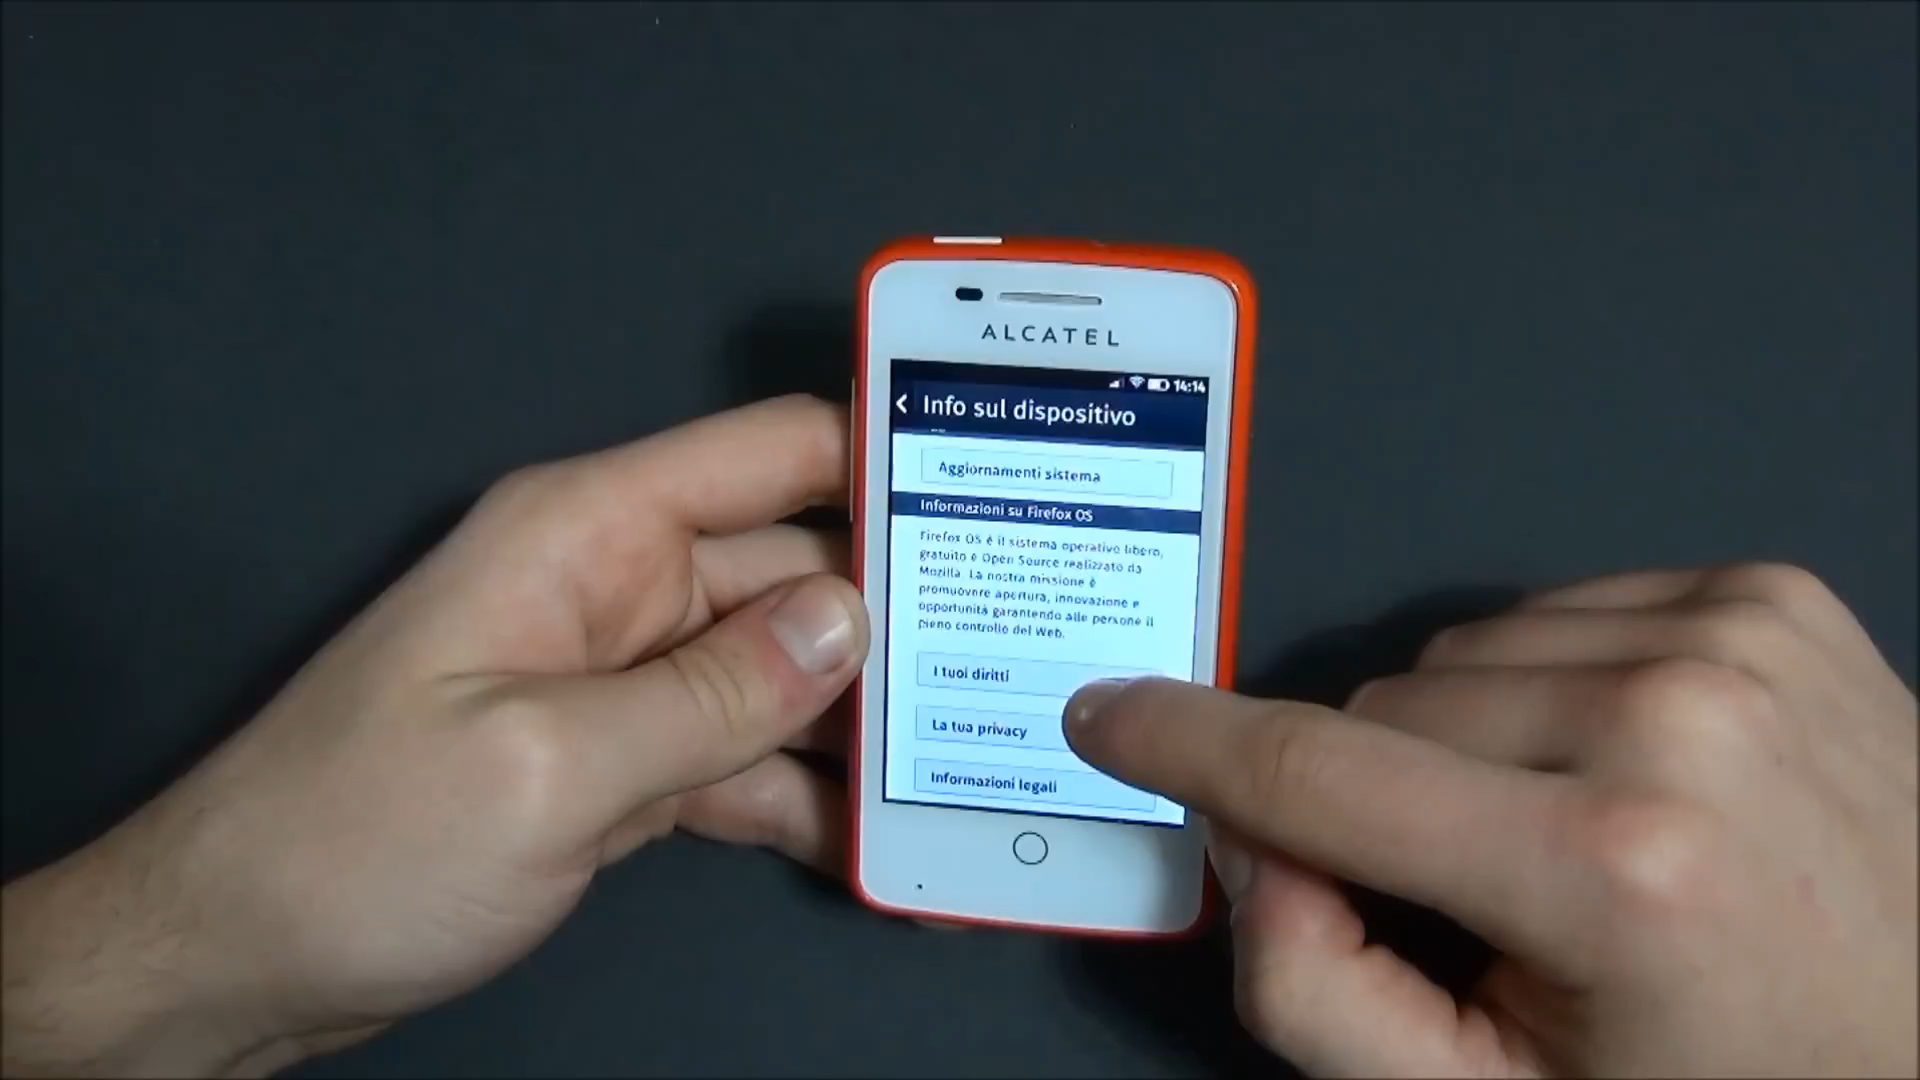 ALCATEL
14:14
Info sul dispositivo
Aggiornamenti sistema
Informazioni su Firefox OS
Firefox OS è il sistema operativo libero,
gratuito e Open Source realizzato da
Mozilla. La nostra missione è
promuovere apertura, innovazione e
opportunità garantendo alle persone il
pieno controllo del Web.
I tuoi diritti
La tua privacy
Informazioni legali